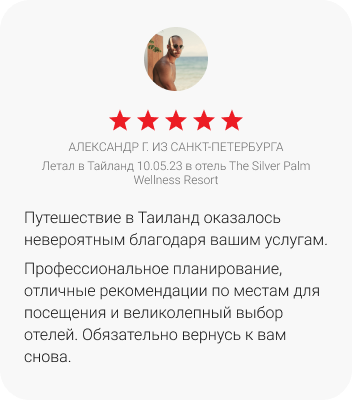 АЛЕКСАНДР Г. ИЗ САНКТ-ПЕТЕРБУРГА
Летал в Тайланд 10.05.23 в отель The Silver Palm
Wellness Resort
Путешествие в Таиланд оказалось
невероятным благодаря вашим услугам.
Профессиональное планирование,
отличные рекомендации по местам для
посещения и великолепный выбор
отелей. Обязательно вернусь к вам
снова.